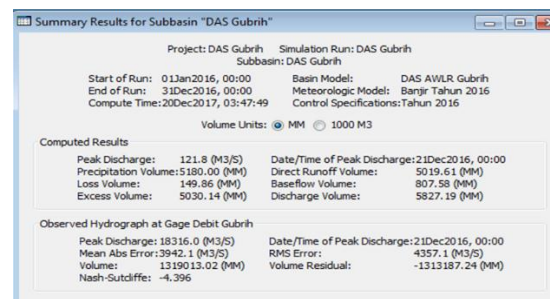 Summary Results for Subbasin "DAS Gubrih"
Project: DAS Gubrih Simulation Run: DAS Gubrih
Subbasin: DAS Gubrih
Start of Run: 01Jan2016, 00:00 Basin Model: DAS AWLR Gubrih
End of Run: 31Dec2016, 00:00 Meteorologic Model: Banjir Tahun 2016
Compute Time:20Dec2017, 03:47:49 Control Specifications:Tahun 2016
Volume Units: MM 1000 M3
Computed Results
Peak Discharge: 121.8 (M3/S) Date/Time of Peak Discharge:21Dec2016, 00:00
Precipitation Volume:5180.00 (MM) Direct Runoff Volume: 5019.61 (MM)
Loss Volume: 149.86 (MM) Baseflow Volume: 807.58 (MM)
Excess Volume: 5030.14 (MM) Discharge Volume: 5827.19 (MM)
Observed Hydrograph at Gage Debit Gubrih
Peak Discharge:18316.0 (M3/S) Date/Time of Peak Discharge:21Dec2016, 00:00
Mean Abs Error:3942.1 (M3/S) RMS Error: 4357.1 (M3/S)
Volume: 1319013.02 (MM) Volume Residual: -1313187.24 (MM)
Nash-Sutcliffe: -4.396